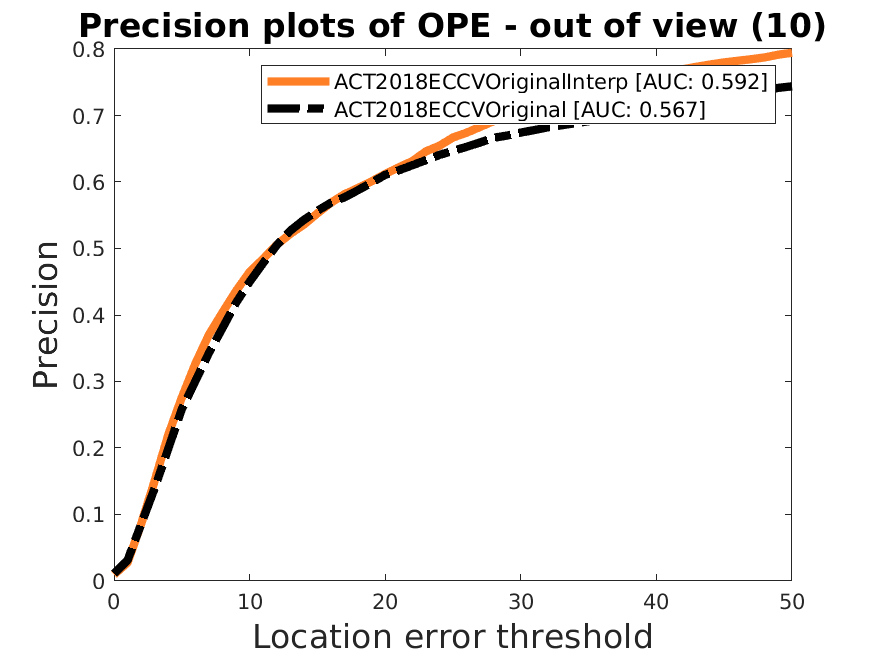 Precision plots of OPE - out of view (10)
0.8
ACT2018ECCVOriginalInterp [AUC: 0.592]
ACT2018ECCVOriginal [AUC: 0.567]
0.7
0.6
0.5
0.4
0.3
0.2
0.1
0
Precision
0 10 20 30 40 50
Location error threshold